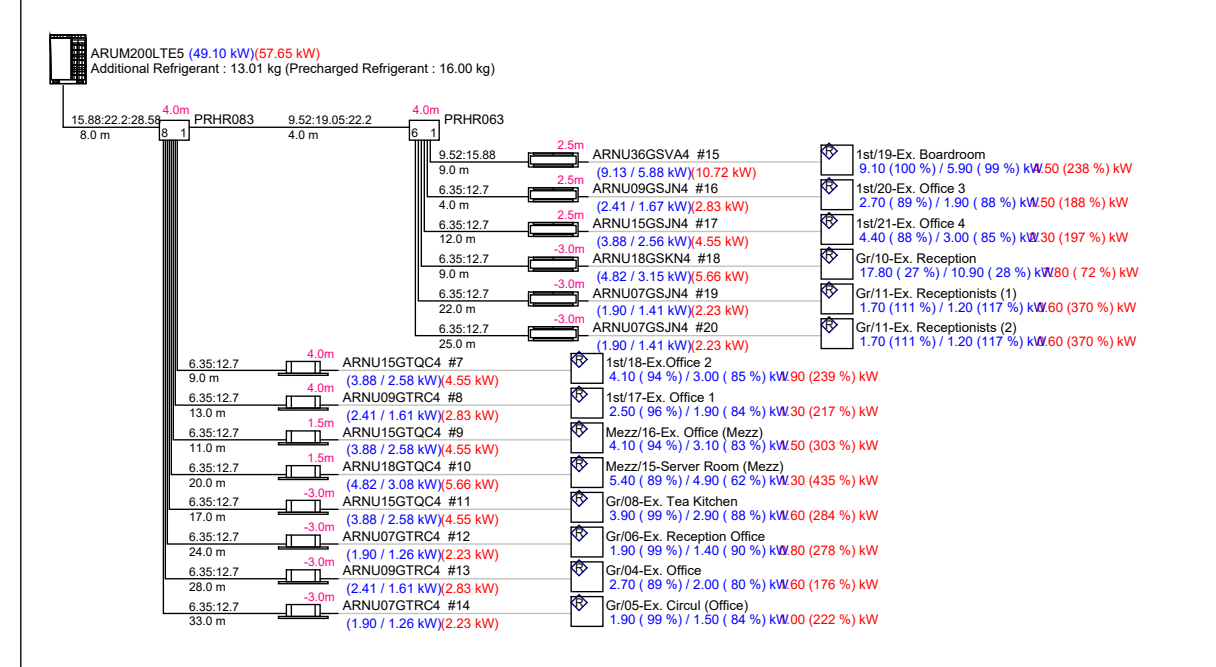 ARUM200LTE5 (49.10 kW)(57.65 kW)
Additional Refrigerant : 13.01 kg (Precharged Refrigerant : 16.00 kg)
15.88:22.2:28.58
8.0 m
4.0m
8 1
PRHR083
9.52:19.05:22.2
4.0 m
4.0m
6 1
PRHR063
9.52:15.88
9.0 m
2.5m
ARNU36GSVA4 #15
(9.13 / 5.88 kW)(10.72 kW)
R
1st/19-Ex. Boardroom
9.10 (100 %) / 5.90 ( 99 %) kW .50 (238 %) kW
6.35:12.7
4.0 m
2.5m
ARNU09GSJN4 #16
(2.41 / 1.67 kW)(2.83 kW)
R
1st/20-Ex. Office 3
2.70 ( 89 %) / 1.90 ( 88 %) kW .50 (188 %) kW
6.35:12.7
12.0 m
2.5m
ARNU15GSJN4 #17
(3.88 / 2.56 kW)(4.55 kW)
R
1st/21-Ex. Office 4
4.40 ( 88 %) / 3.00 ( 85 %) kW 2.30 (197 %) kW
6.35:12.7
9.0 m
-3.0m
ARNU18GSKN4 #18
(4.82 / 3.15 kW)(5.66 kW)
R
Gr/10-Ex. Reception
17.80 ( 27 %) / 10.90 ( 28 %) kW 7.80 ( 72 %) kW
6.35:12.7
22.0 m
-3.0m
ARNU07GSJN4 #19
(1.90 / 1.41 kW)(2.23 kW)
R
Gr/11-Ex. Receptionists (1)
1.70 (111 %) / 1.20 (117 %) kW 0.60 (370 %) kW
6.35:12.7
25.0 m
-3.0m
ARNU07GSJN4 #20
(1.90 / 1.41 kW)(2.23 kW)
R
Gr/11-Ex. Receptionists (2)
1.70 (111 %) / 1.20 (117 %) kW 0.60 (370 %) kW
6.35:12.7
9.0 m
4.0m
ARNU15GTQC4 #7
(3.88 / 2.58 kW)(4.55 kW)
R
1st/18-Ex.Office 2
4.10 ( 94 %) / 3.00 ( 85 %) kW .90 (239 %) kW
6.35:12.7
13.0 m
4.0m
ARNU09GTRC4 #8
(2.41 / 1.61 kW)(2.83 kW)
R
1st/17-Ex. Office 1
2.50 ( 96 %) / 1.90 ( 84 %) kW .30 (217 %) kW
6.35:12.7
11.0 m
1.5m
ARNU15GTQC4 #9
(3.88 / 2.58 kW)(4.55 kW)
R
Mezz/16-Ex. Office (Mezz)
4.10 ( 94 %) / 3.10 ( 83 %) kW .50 (303 %) kW
6.35:12.7
20.0 m
1.5m
ARNU18GTQC4 #10
(4.82 / 3.08 kW)(5.66 kW)
R
Mezz/15-Server Room (Mezz)
5.40 ( 89 %) / 4.90 ( 62 %) kW .30 (435 %) kW
6.35:12.7
17.0 m
-3.0m
ARNU15GTQC4 #11
(3.88 / 2.58 kW)(4.55 kW)
R
Gr/08-Ex. Tea Kitchen
3.90 ( 99 %) / 2.90 ( 88 %) kW .60 (284 %) kW
6.35:12.7
24.0 m
-3.0m
ARNU07GTRC4 #12
(1.90 / 1.26 kW)(2.23 kW)
R
Gr/06-Ex. Reception Office
1.90 ( 99 %) / 1.40 ( 90 %) kW 0.80 (278 %) kW
6.35:12.7
28.0 m
-3.0m
ARNU09GTRC4 #13
(2.41 / 1.61 kW)(2.83 kW)
R
Gr/04-Ex. Office
2.70 ( 89 %) / 2.00 ( 80 %) kW .60 (176 %) kW
6.35:12.7
33.0 m
-3.0m
ARNU07GTRC4 #14
(1.90 / 1.26 kW)(2.23 kW)
R
Gr/05-Ex. Circul (Office)
1.90 ( 99 %) / 1.50 ( 84 %) kW .00 (222 %) kW